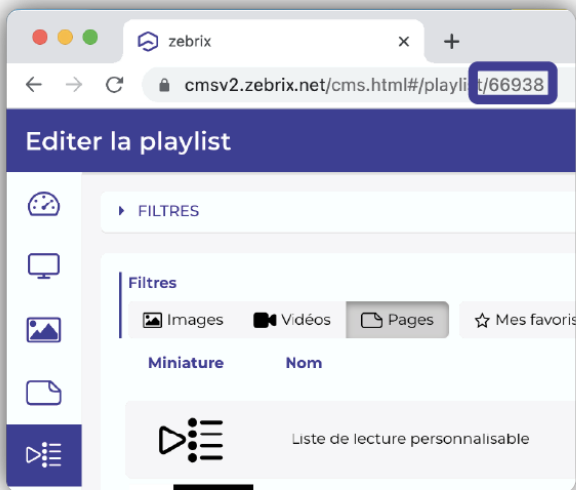 zebrix
cmsv2.zebrix.net/cms.html#/playlist/66938
Editer la playlist
FILTRES
Filtres
Images Vidéos Pages Mes favoris
Miniature Nom
Liste de lecture personnalisable